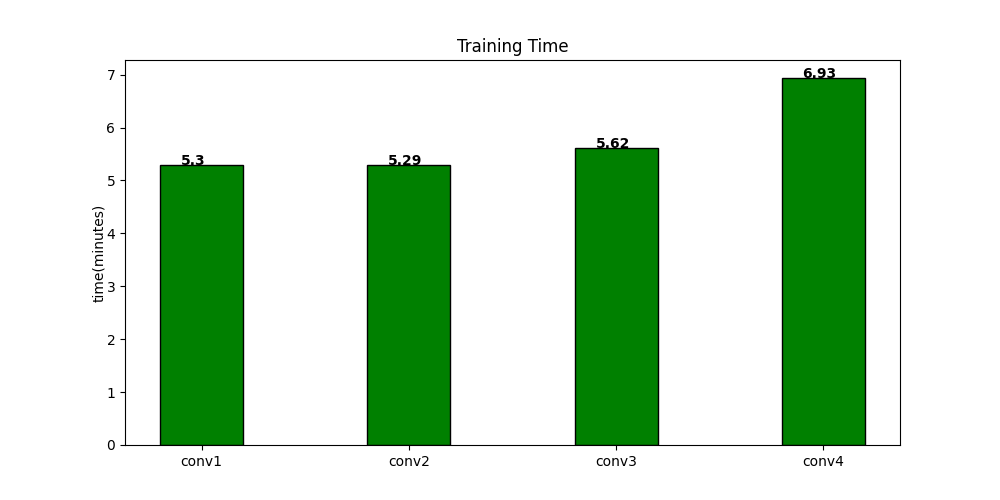 Training Time
time(minutes)
7
6
5
4
3
2
1
0
5.3
5.29
5.62
6.93
conv1
conv2
conv3
conv4